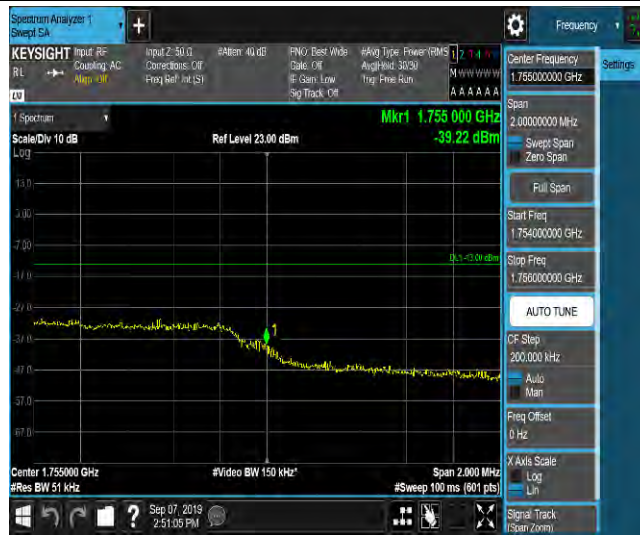 Spectrum Analyzer 1
Swept SA
+
Frequency
KEYSIGHT
RL
Input: RF
Coupling: AC
Align: Off
Input Z: 50 Ω
Corrections: Off
Freq Ref: Int (S)
#Atten: 40 dB
PNO: Best Wide
Gate: Off
IF Gain: Low
Sig Track: Off
#Avg Type: Power (RMS
Avg|Hold: 30/30
Trig: Free Run
M W W W W W
A A A A A A
LW
1 Spectrum
Scale/Div 10 dB
Log
Ref Level 23.00 dBm
Mkr1 1.755 000 GHz
-39.22 dBm
13.0
3.00
-7.00
DL1 -13.00 dBm
-17.0
-27.0
1
-37.0
-47.0
-57.0
-67.0
Center 1.755000 GHz
#Res BW 51 kHz
#Video BW 150 kHz*
Span 2.000 MHz
#Sweep 100 ms (601 pts)
Sep 07, 2019
2:51:05 PM
?
Center Frequency
1.755000000 GHz
Settings
Span
2.00000000 MHz
Swept Span
Zero Span
Full Span
Start Freq
1.754000000 GHz
Stop Freq
1.756000000 GHz
AUTO TUNE
CF Step
200.000 kHz
Auto
Man
Freq Offset
0 Hz
X Axis Scale
Log
Lin
Signal Track
(Span Zoom)